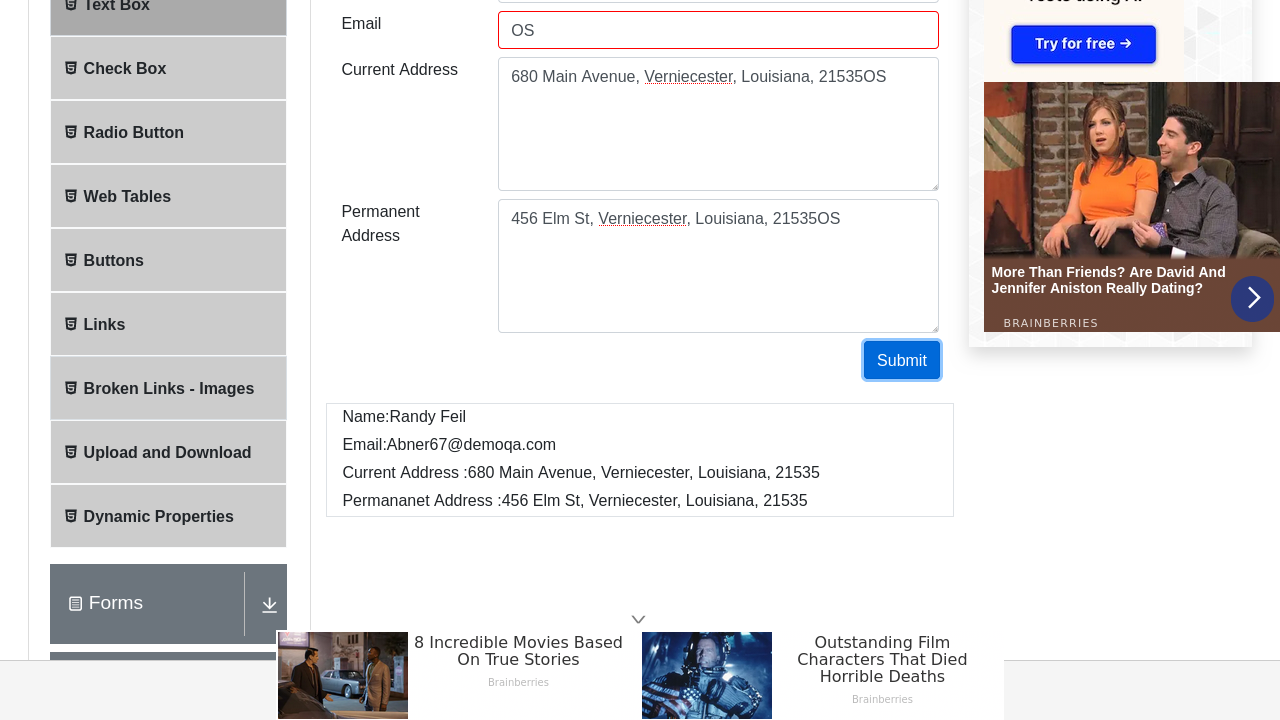 Text Box
Check Box
Radio Button
Web Tables
Buttons
Links
Broken Links - Images
Upload and Download
Dynamic Properties
Forms
Email
OS
Current Address
680 Main Avenue, Verniecester, Louisiana, 21535OS
Permanent
Address
456 Elm St, Verniecester, Louisiana, 21535OS
Submit
Name:Randy Feil
Email:Abner67@demoqa.com
Current Address :680 Main Avenue, Verniecester, Louisiana, 21535
Permananet Address :456 Elm St, Verniecester, Louisiana, 21535
Try for free →
More Than Friends? Are David And
Jennifer Aniston Really Dating?
BRAINBERRIES
8 Incredible Movies Based
On True Stories
Brainberries
Outstanding Film
Characters That Died
Horrible Deaths
Brainberries